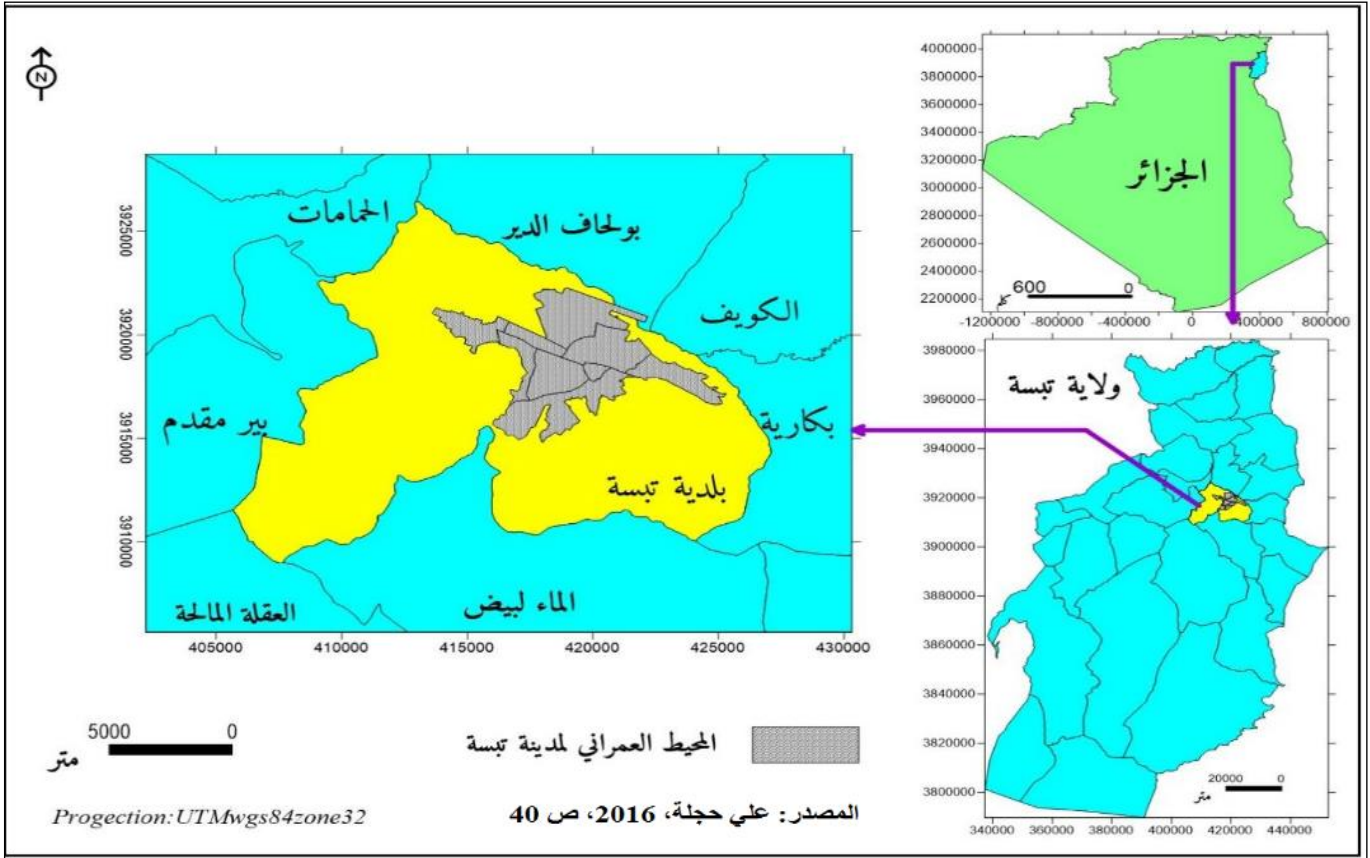 N
الحمامات
بولحاف الدير
الكويف
بكارية
بير مقدم
بلدية تبسة
الماء لبيض
العقلة المالحة
3925000
3920000
3915000
3910000
405000 410000 415000 420000 425000 430000
5000 0
متر
المحيط العمراني لمدينة تبسة
Progection:UTMwgs84zone32
المصدر: علي حجلة، 2016، ص 40
4000000
3800000
3600000
3400000
3200000
3000000
2800000
2600000
2400000
2200000
الجزائر
600 0
كلم
-1200000 -800000 -400000 0 400000 800000
ولاية تبسة
3980000
3960000
3940000
3920000
3900000
3880000
3860000
3840000
3820000
3800000
20000 0
متر
340000 360000 380000 400000 420000 440000